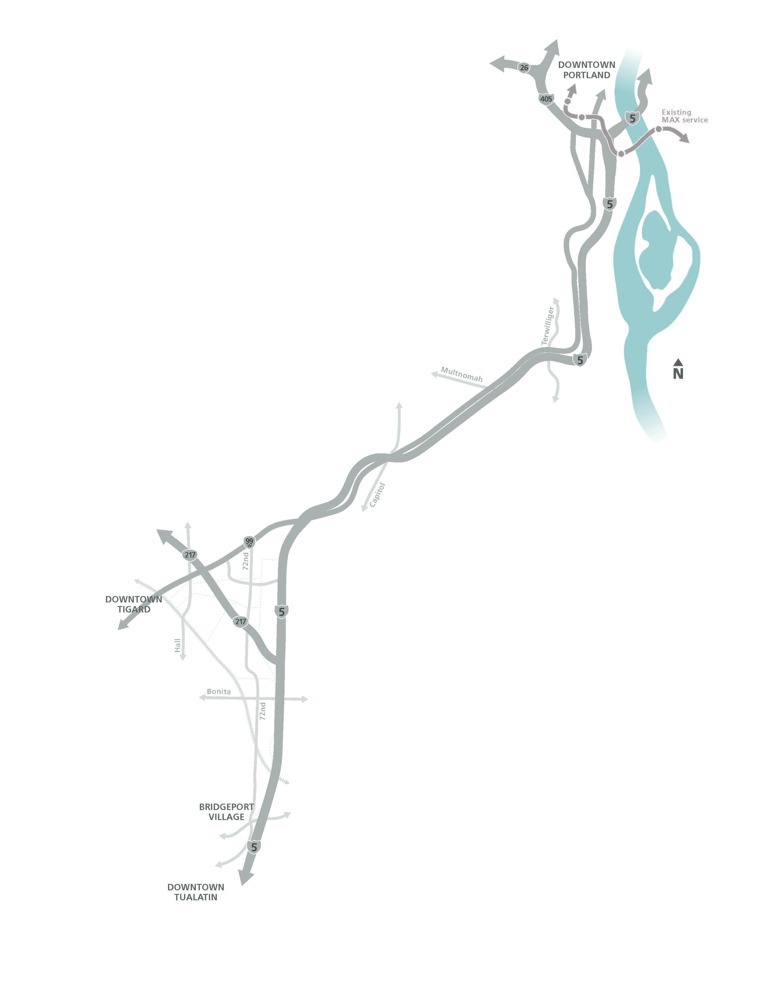 DOWNTOWN
PORTLAND
26
405
5
Existing
MAX service
5
Terwilliger
5
N
Multnomah
Capitol
99
W
217
72nd
DOWNTOWN
TIGARD
5
217
Hall
Bonita
72nd
BRIDGEPORT
VILLAGE
5
DOWNTOWN
TUALATIN